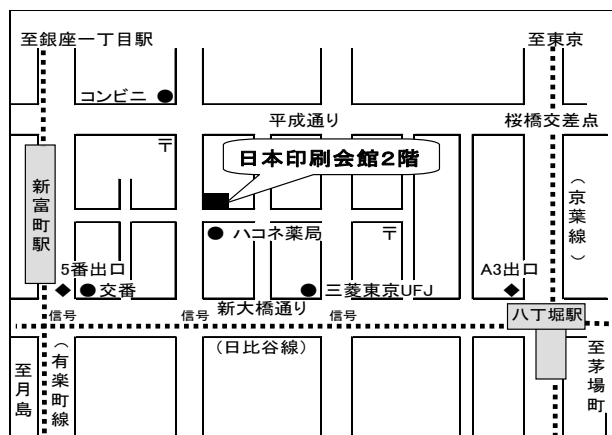 至銀座一丁目駅
至東京
コンビニ
平成通り
桜橋交差点
〒
日本印刷会館2階
新富町駅
(京葉線)
ハコネ薬局
〒
5番出口
A3出口
交番
三菱東京UFJ
新大橋通り
信号
信号
信号
八丁堀駅
(日比谷線)
(有楽町線
至月島
至茅場町